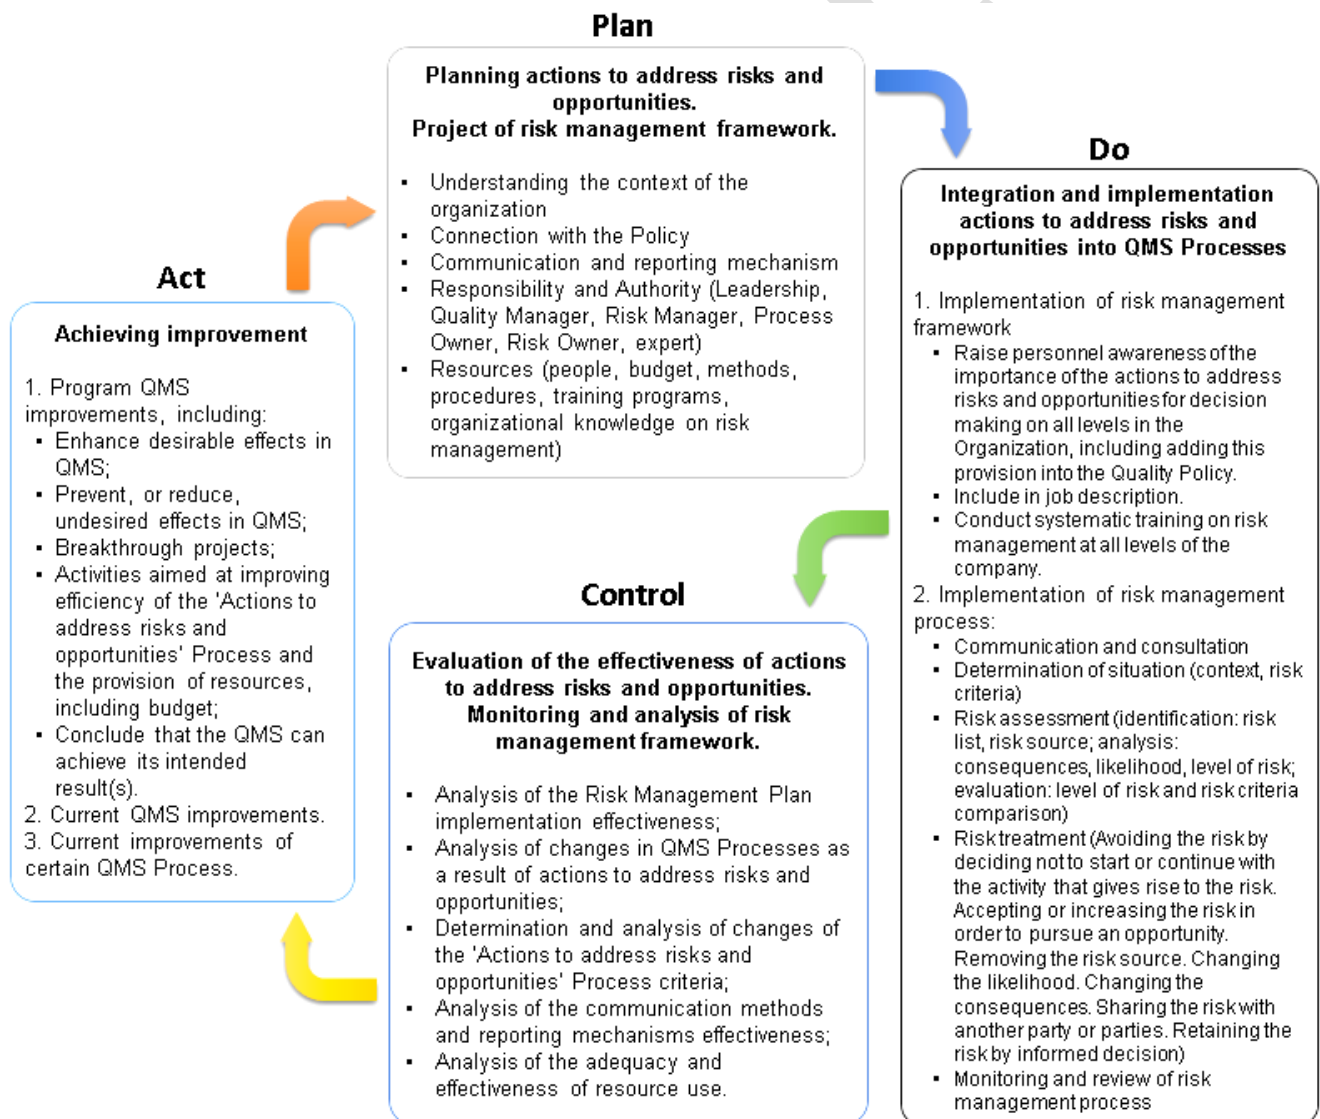 Plan
Planning actions to address risks and
opportunities.
Project of risk management framework.
▪ Understanding the context of the
organization
▪ Connection with the Policy
▪ Communication and reporting mechanism
▪ Responsibility and Authority (Leadership,
Quality Manager, Risk Manager, Process
Owner, Risk Owner, expert)
▪ Resources (people, budget, methods,
procedures, training programs,
organizational knowledge on risk
management)
Do
Integration and implementation
actions to address risks and
opportunities into QMS Processes
1. Implementation of risk management
framework
▪ Raise personnel awareness of the
importance of the actions to address
risks and opportunities for decision
making on all levels in the
Organization, including adding this
provision into the Quality Policy.
▪ Include in job description.
▪ Conduct systematic training on risk
management at all levels of the
company.
2. Implementation of risk management
process:
▪ Communication and consultation
▪ Determination of situation (context, risk
criteria)
▪ Risk assessment (identification: risk
list, risk source; analysis:
consequences, likelihood, level of risk;
evaluation: level of risk and risk criteria
comparison)
▪ Risk treatment (Avoiding the risk by
deciding not to start or continue with
the activity that gives rise to the risk.
Accepting or increasing the risk in
order to pursue an opportunity.
Removing the risk source. Changing
the likelihood. Changing the
consequences. Sharing the risk with
another party or parties. Retaining the
risk by informed decision)
▪ Monitoring and review of risk
management process
Control
Evaluation of the effectiveness of actions
to address risks and opportunities.
Monitoring and analysis of risk
management framework.
▪ Analysis of the Risk Management Plan
implementation effectiveness;
▪ Analysis of changes in QMS Processes as
a result of actions to address risks and
opportunities;
▪ Determination and analysis of changes of
the 'Actions to address risks and
opportunities' Process criteria;
▪ Analysis of the communication methods
and reporting mechanisms effectiveness;
▪ Analysis of the adequacy and
effectiveness of resource use.
Act
Achieving improvement
1. Program QMS
improvements, including:
▪ Enhance desirable effects in
QMS;
▪ Prevent, or reduce,
undesired effects in QMS;
▪ Breakthrough projects;
▪ Activities aimed at improving
efficiency of the 'Actions to
address risks and
opportunities' Process and
the provision of resources,
including budget;
▪ Conclude that the QMS can
achieve its intended
result(s).
2. Current QMS improvements.
3. Current improvements of
certain QMS Process.